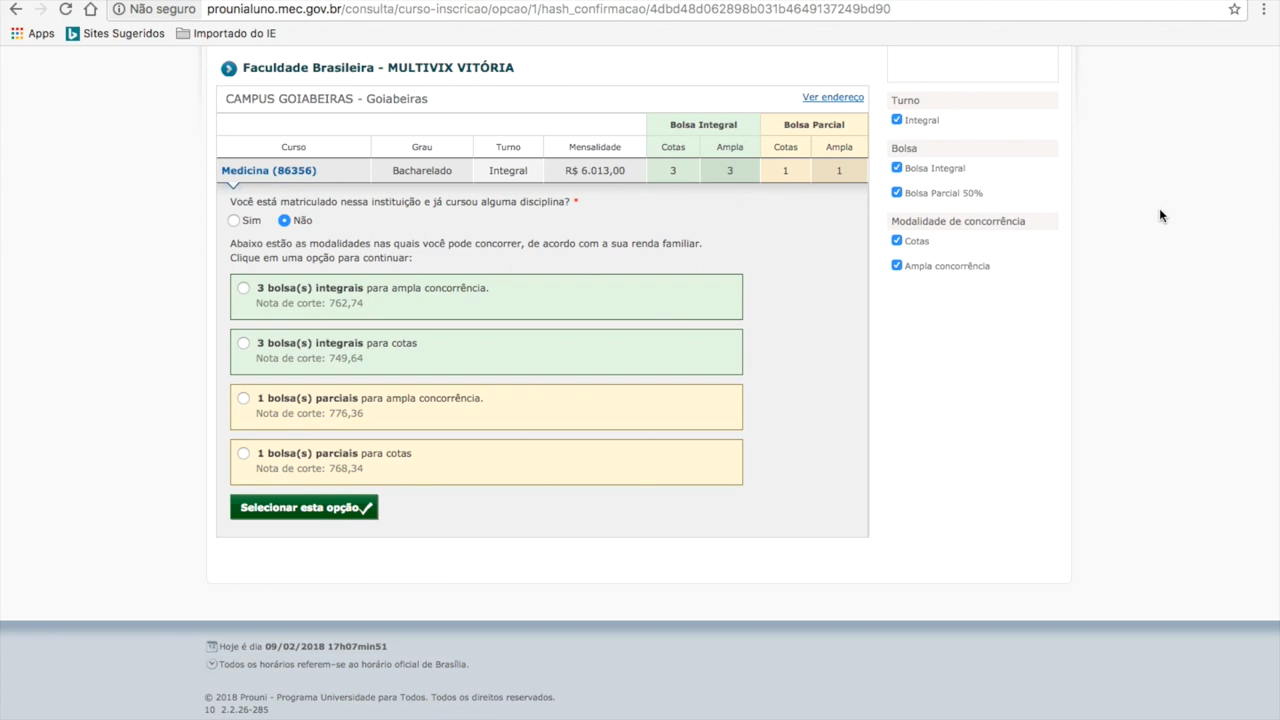 Não seguro
prounialuno.mec.gov.br/consulta/curso-inscricao/opcao/1/hash_confirmacao/4dbd48d062898b031b4649137249bd90
Apps Sites Sugeridos Importado do IE
Faculdade Brasileira - MULTIVIX VITÓRIA
CAMPUS GOIABEIRAS - Goiabeiras Ver endereço
Bolsa Integral Bolsa Parcial
Curso Grau Turno Mensalidade Cotas Ampla Cotas Ampla
Medicina (86356) Bacharelado Integral R$ 6.013,00 3 3 1 1
Você está matriculado nessa instituição e já cursou alguma disciplina? *
Sim Não
Abaixo estão as modalidades nas quais você pode concorrer, de acordo com a sua renda familiar.
Clique em uma opção para continuar:
3 bolsa(s) integrais para ampla concorrência.
Nota de corte: 762,74
3 bolsa(s) integrais para cotas
Nota de corte: 749,64
1 bolsa(s) parciais para ampla concorrência.
Nota de corte: 776,36
1 bolsa(s) parciais para cotas
Nota de corte: 768,34
Selecionar esta opção
Turno
Integral
Bolsa
Bolsa Integral
Bolsa Parcial 50%
Modalidade de concorrência
Cotas
Ampla concorrência
Hoje é dia 09/02/2018 17h07min51
Todos os horários referem-se ao horário oficial de Brasília.
© 2018 Prouni - Programa Universidade para Todos. Todos os direitos reservados.
10 2.2.26-285